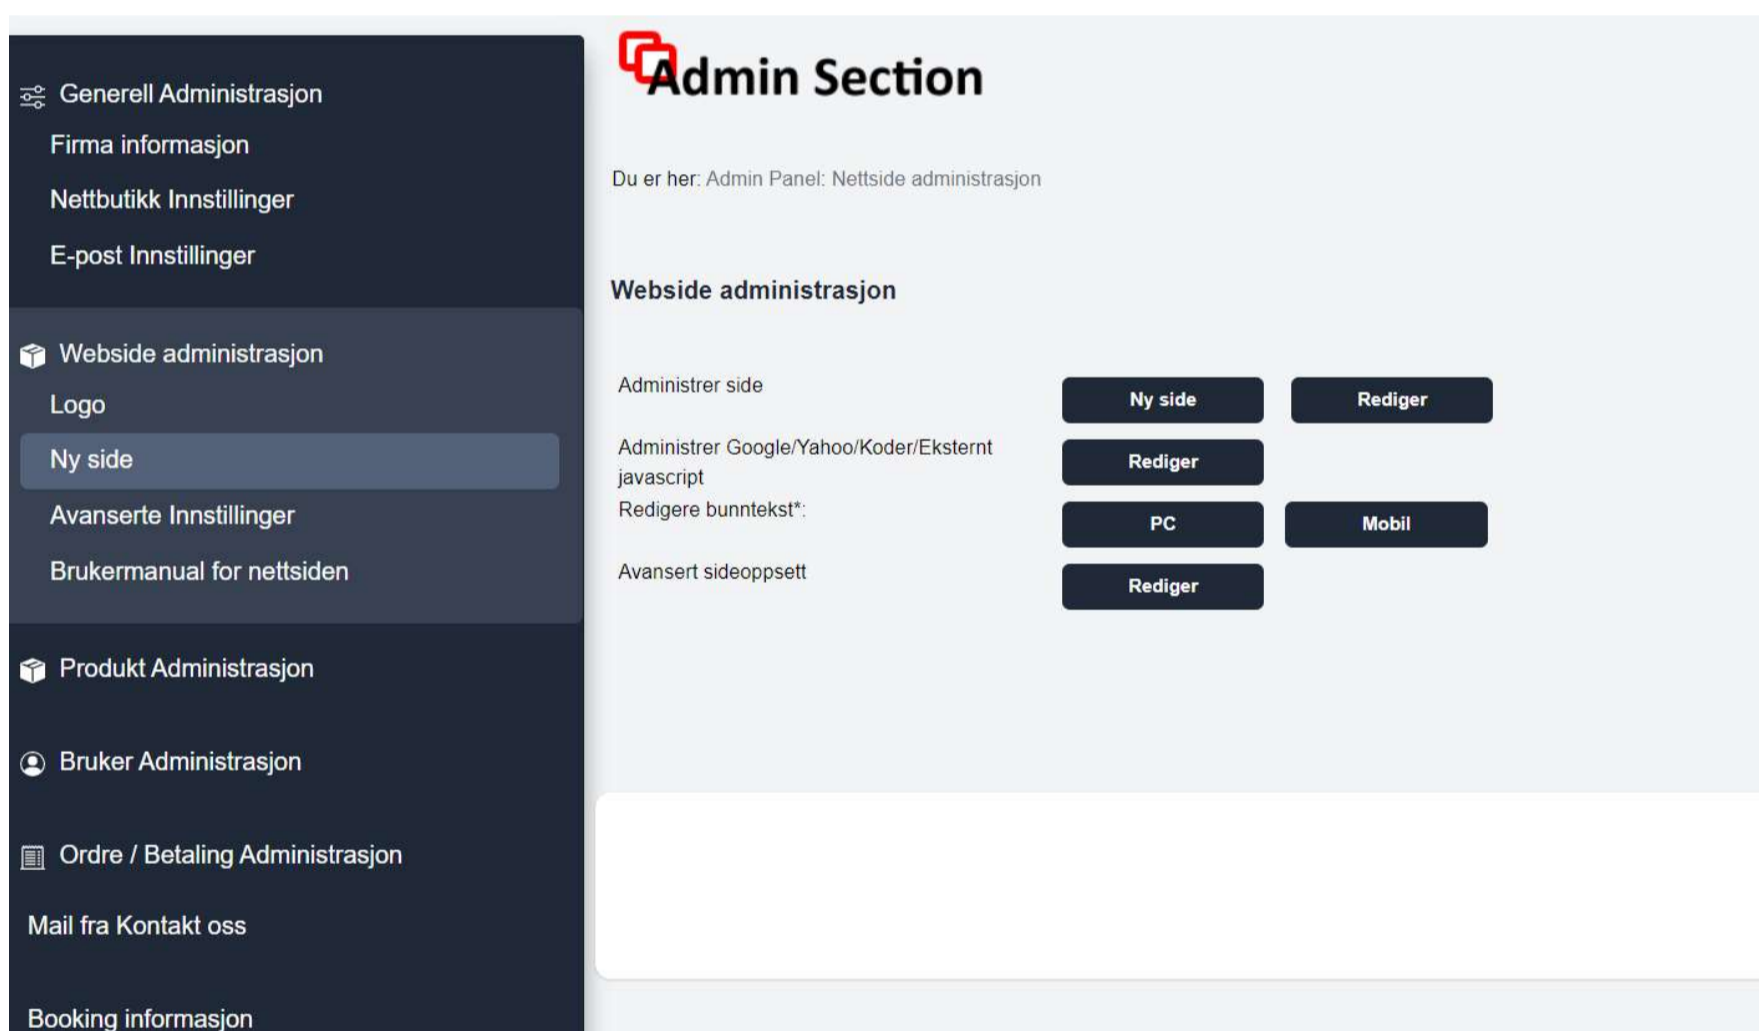 Generell Administrasjon
Firma informasjon
Nettbutikk Innstillinger
E-post Innstillinger
Webside administrasjon
Logo
Ny side
Avanserte Innstillinger
Brukermanual for nettsiden
Produkt Administrasjon
Bruker Administrasjon
Ordre / Betaling Administrasjon
Mail fra Kontakt oss
Booking informasjon
Admin Section
Du er her: Admin Panel: Nettside administrasjon
Webside administrasjon
Administrer side Ny side Rediger
Administrer Google/Yahoo/Koder/Eksternt
javascript Rediger
Redigere bunntekst*: PC Mobil
Avansert sideoppsett Rediger